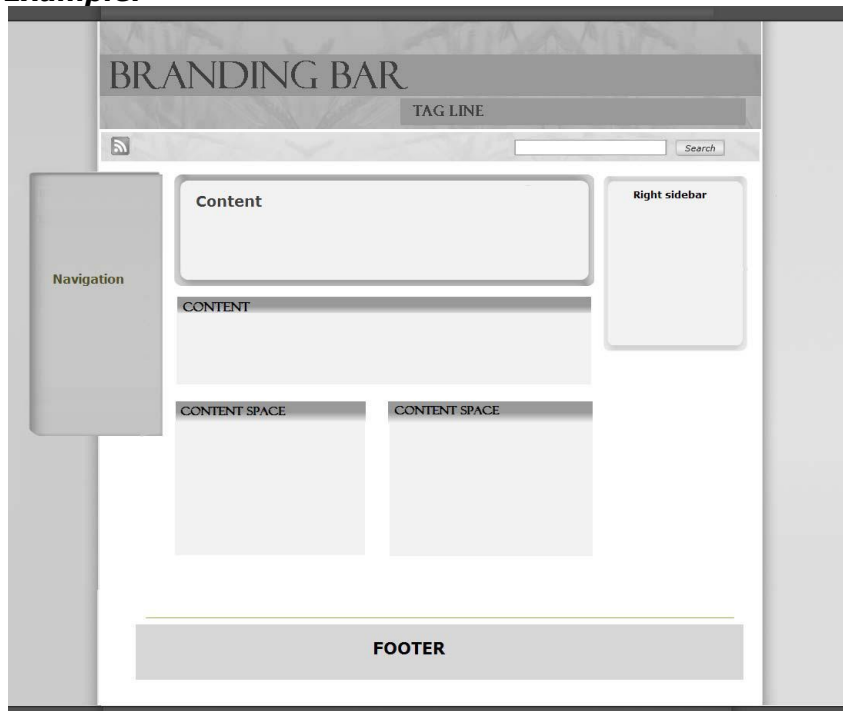 Example:
BRANDING BAR
TAG LINE
Search
Content
Right sidebar
Navigation
CONTENT
CONTENT SPACE
CONTENT SPACE
FOOTER